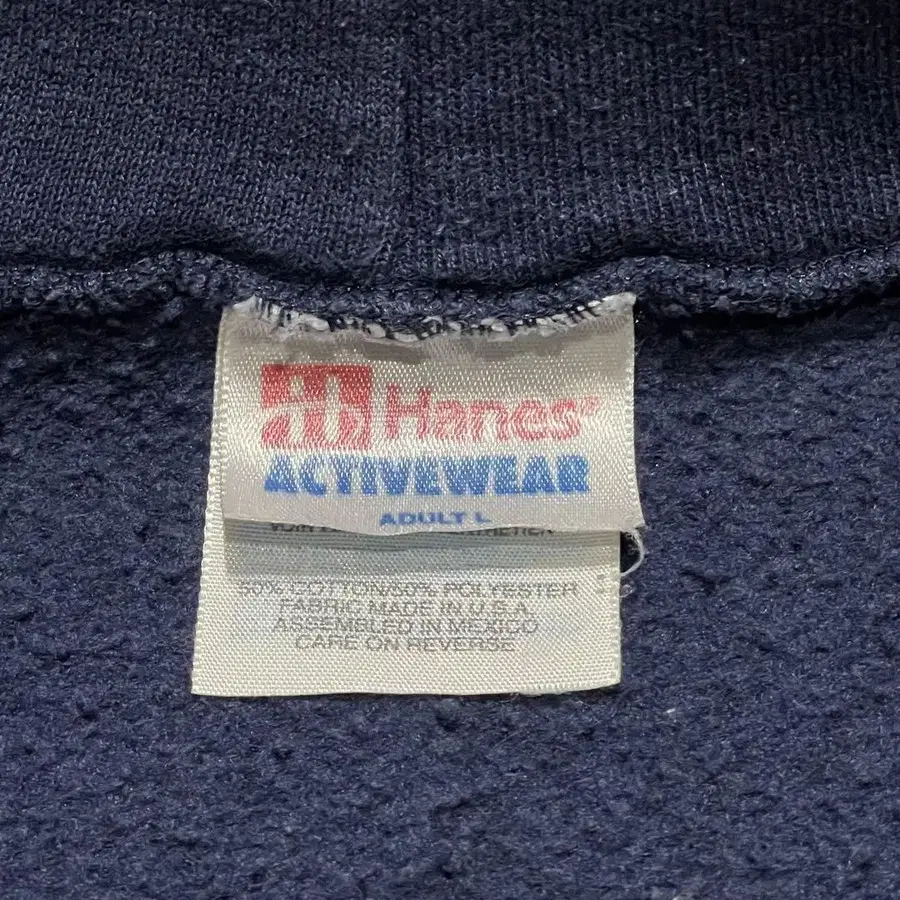 Hanes®
ACTIVEWEAR
ADULT L
50% COTTON/50% POLYESTER
FABRIC MADE IN U.S.A.
ASSEMBLED IN MEXICO
CARE ON REVERSE